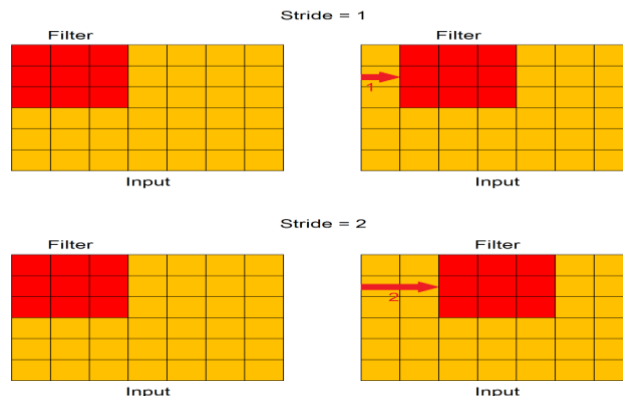 Stride = 1
Filter
Filter
1
Input
Input
Stride = 2
Filter
Filter
2
Input
Input